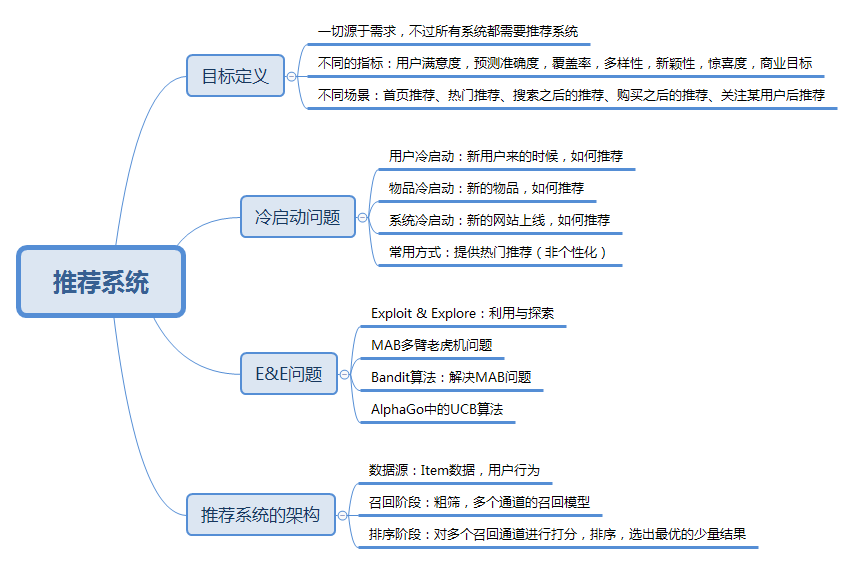 推荐系统
目标定义
一切源于需求，不过所有系统都需要推荐系统
不同的指标：用户满意度，预测准确度，覆盖率，多样性，新颖性，惊喜度，商业目标
不同场景：首页推荐、热门推荐、搜索之后的推荐、购买之后的推荐、关注某用户后推荐
冷启动问题
用户冷启动：新用户来的时候，如何推荐
物品冷启动：新的物品，如何推荐
系统冷启动：新的网站上线，如何推荐
常用方式：提供热门推荐（非个性化）
E&E问题
Exploit & Explore：利用与探索
MAB多臂老虎机问题
Bandit算法：解决MAB问题
AlphaGo中的UCB算法
推荐系统的架构
数据源：Item数据，用户行为
召回阶段：粗筛，多个通道的召回模型
排序阶段：对多个召回通道进行打分，排序，选出最优的少量结果